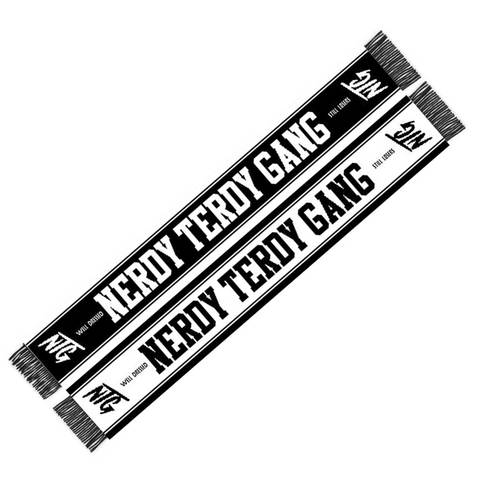 NTG
WELL DRESSED
NERDY TERDY GANG
STILL LOSERS
NTG
NTG
WELL DRESSED
NERDY TERDY GANG
STILL LOSERS
NTG